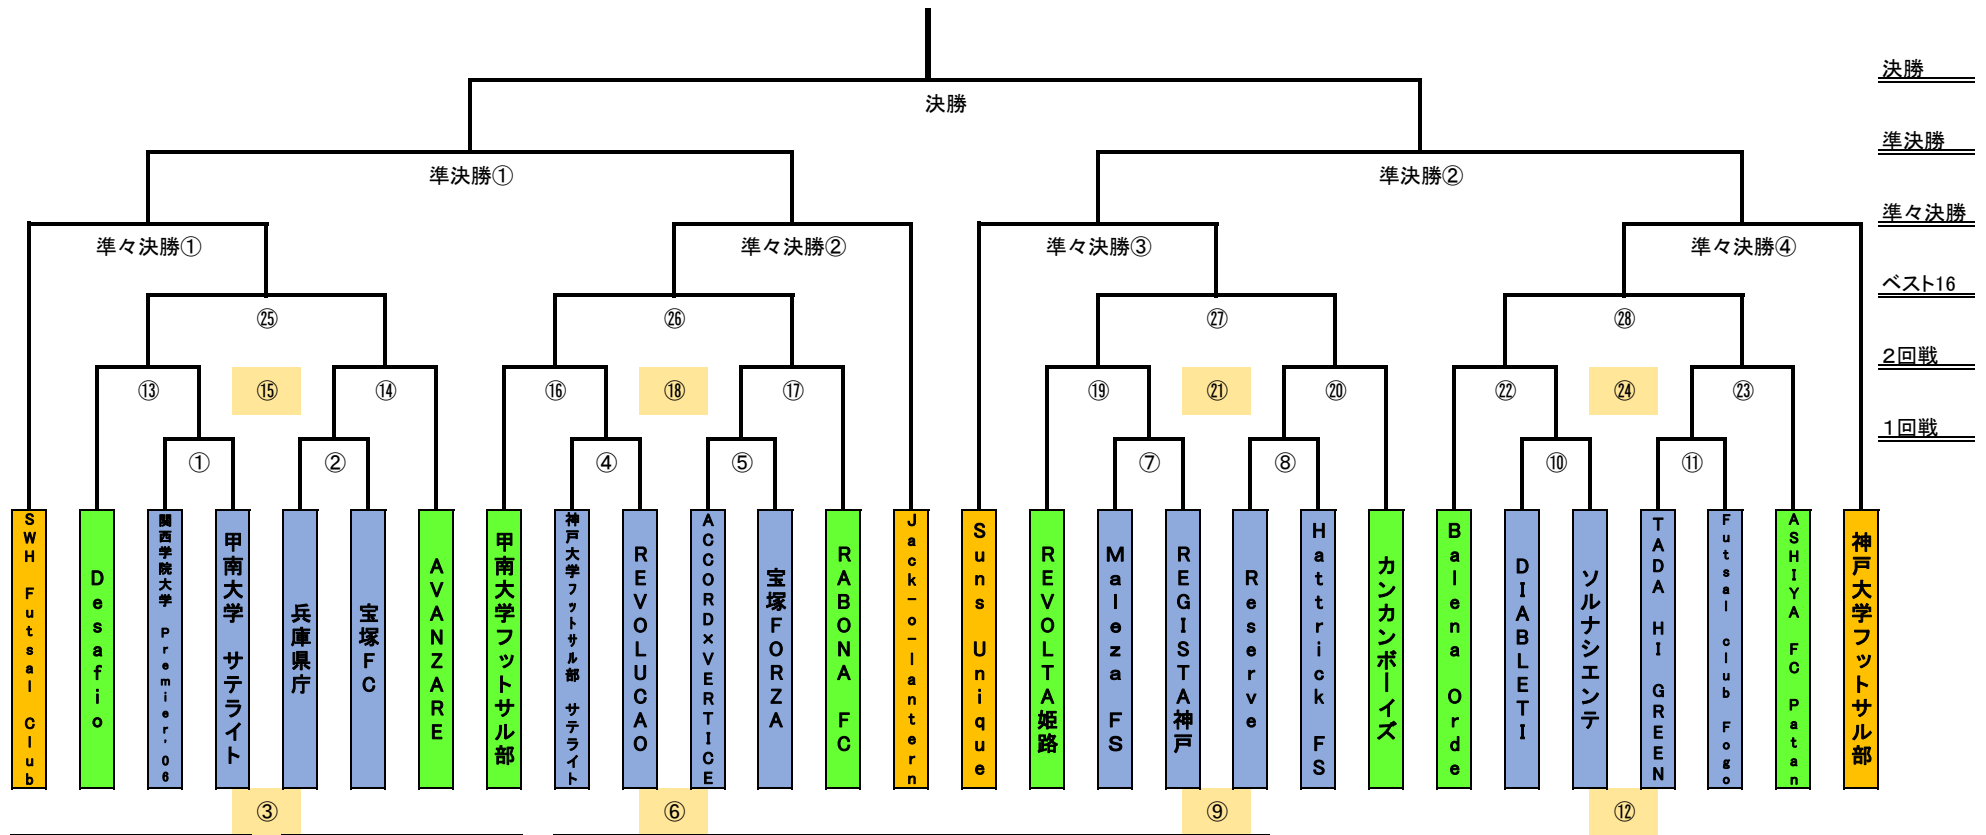 決勝
決勝
準決勝
準決勝①
準決勝②
準々決勝
準々決勝①
準々決勝②
準々決勝③
準々決勝④
ベスト16
㉕
㉖
㉗
㉘
2回戦
⑬
⑮
⑭
⑯
⑱
⑰
⑲
㉑
⑳
㉒
㉔
㉓
1回戦
①
②
④
⑤
⑦
⑧
⑩
⑪
SWH Futsal Club
Desafio
関西学院大学 Premier'06
甲南大学 サテライト
兵庫県庁
宝塚FC
AVANZARE
甲南大学フットサル部
神戸大学フットサル部 サテライト
REVOLUCAO
ACCORD×VERTICE
宝塚FORZA
RABONA FC
Jack-o-lantern
Suns Unique
REVOLTA姫路
Maleza FS
REGISTA神戸
Reserve
Hattrick FS
カンカンボーイズ
Balena Orde
DIABLETI
ソルナシエンテ
TADA HI GREEN
Futsal club Fogo
ASHIYA FC Patan
神戸大学フットサル部
③
⑥
⑨
⑫